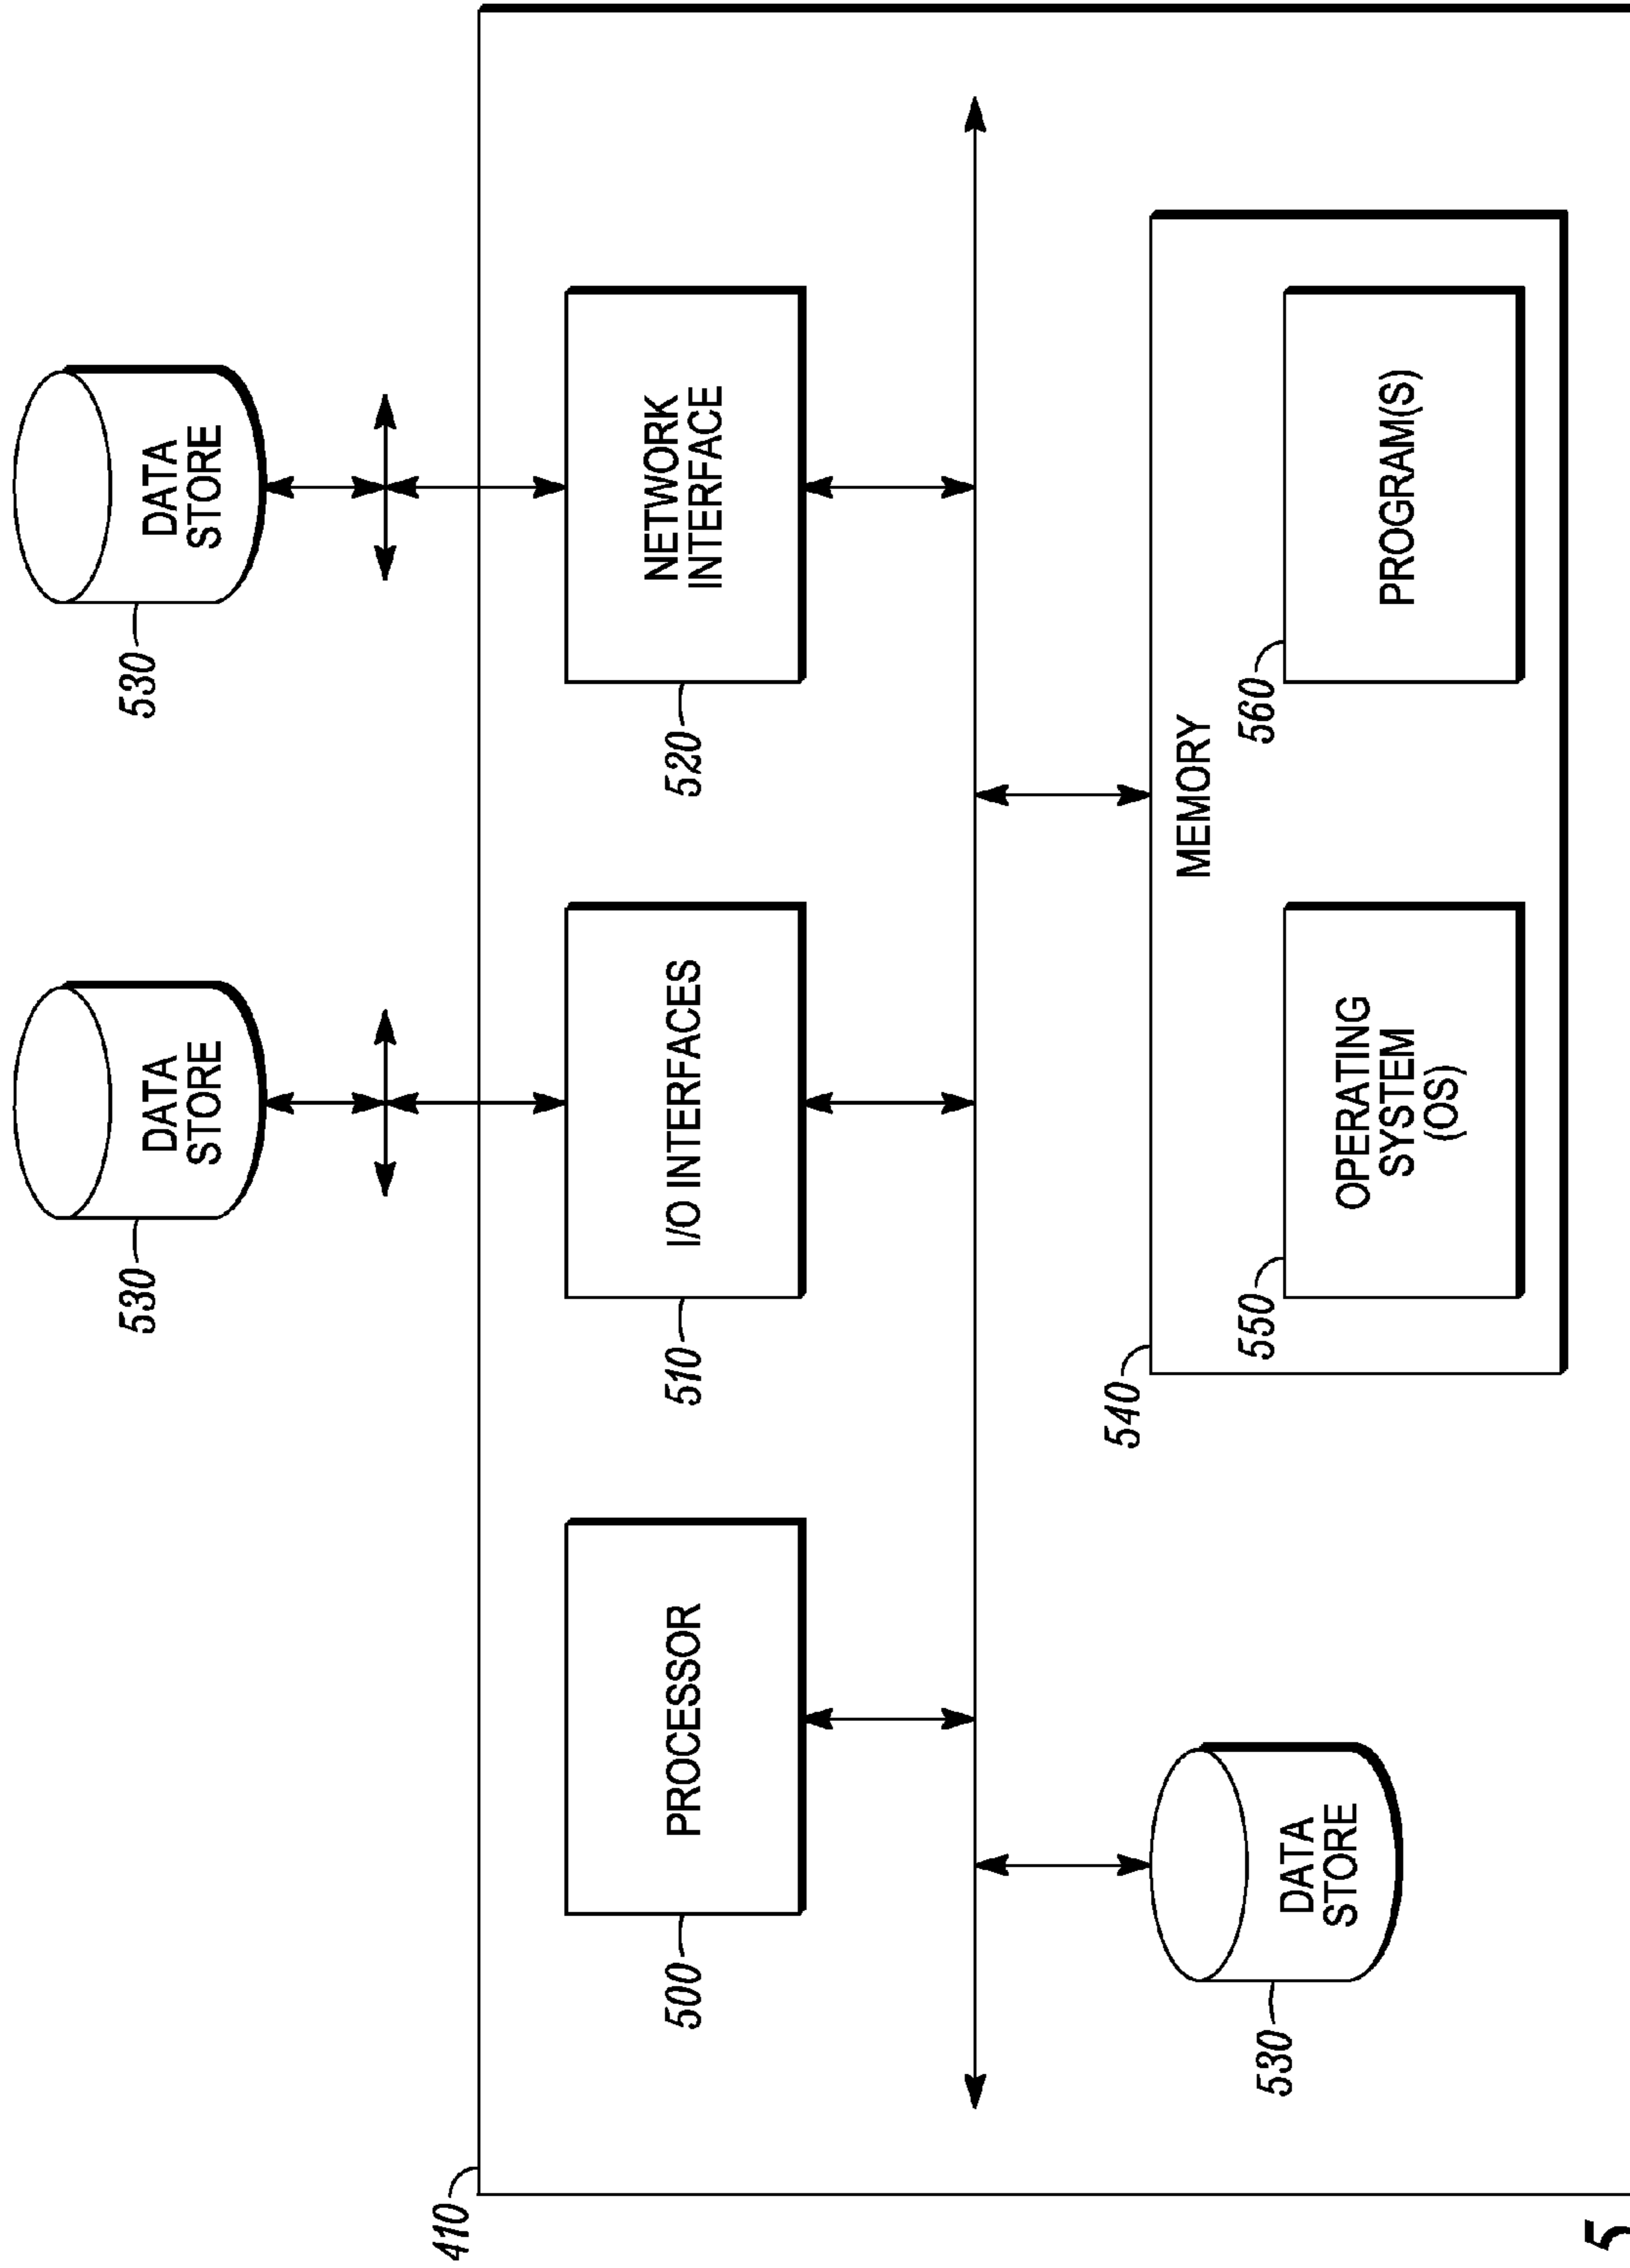 530
DATA
STORE
530
DATA
STORE
410
500
PROCESSOR
510
I/O INTERFACES
520
NETWORK
INTERFACE
530
DATA
STORE
540
MEMORY
550
OPERATING
SYSTEM
(OS)
560
PROGRAM(S)
5